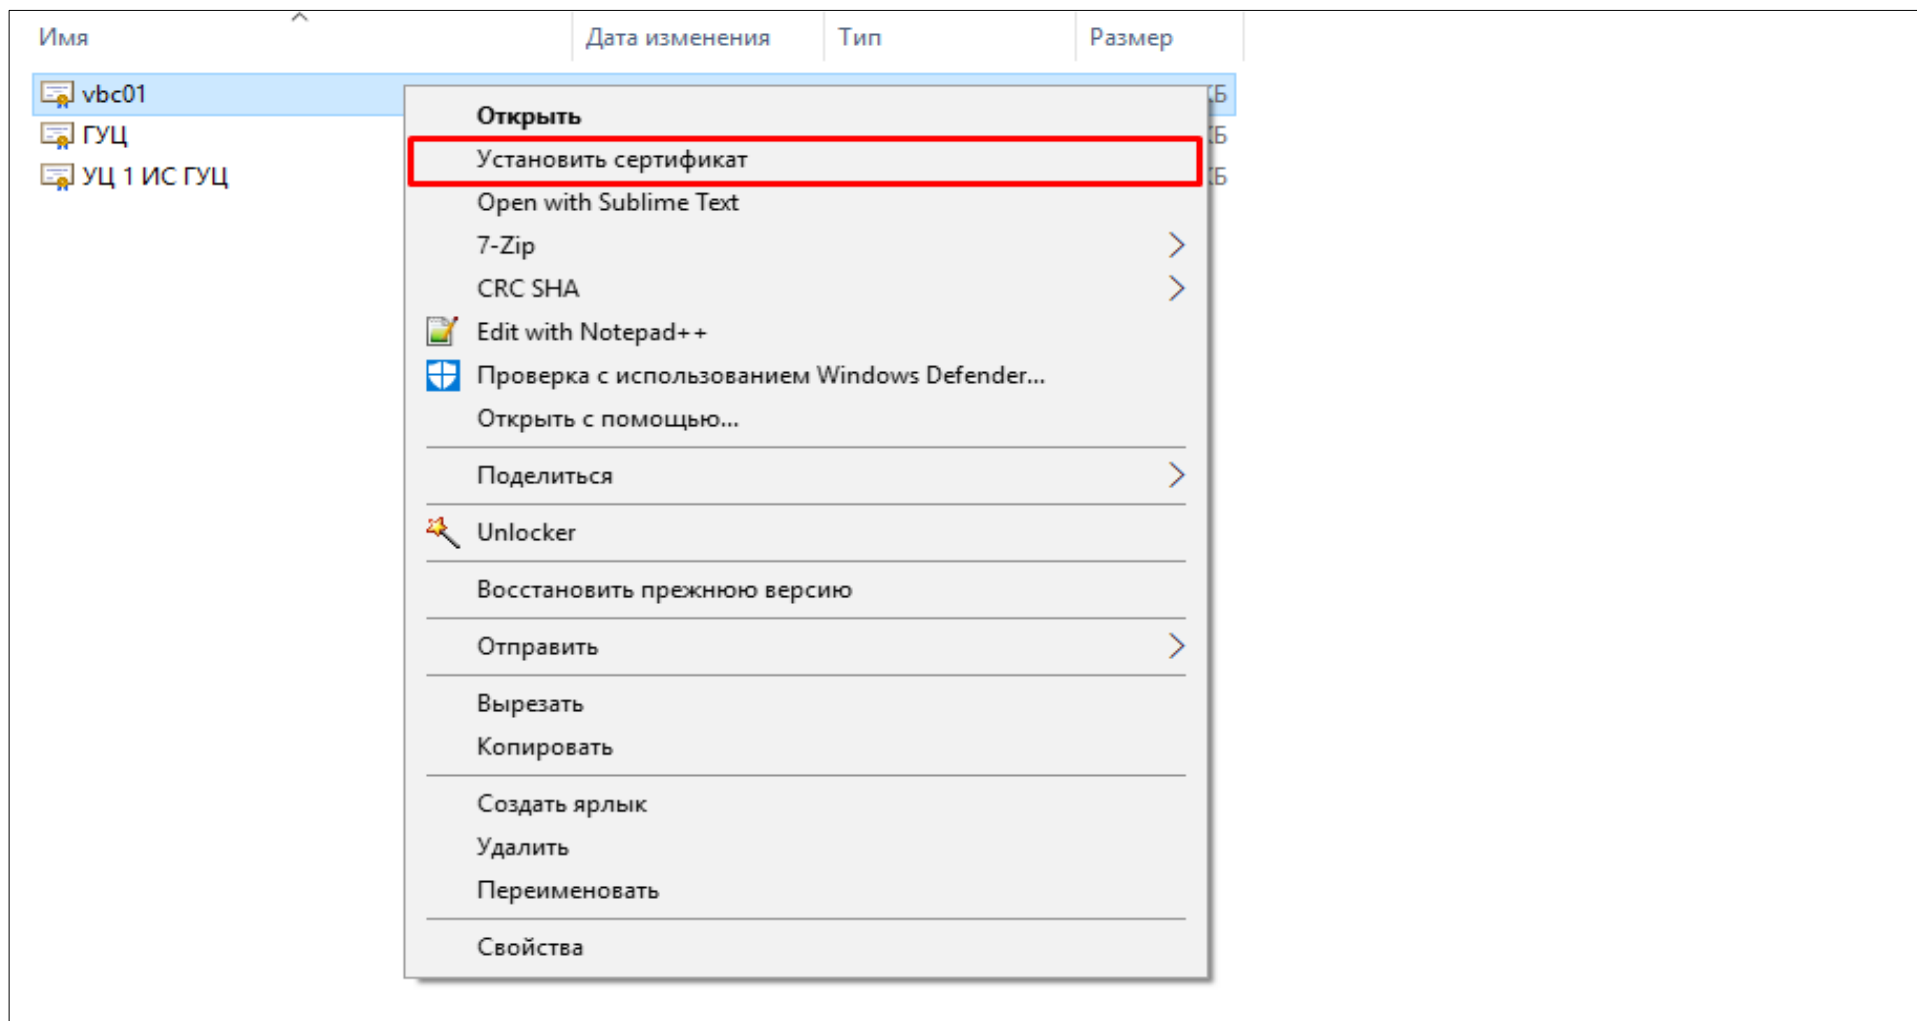 Имя Дата изменения Тип Размер
vbc01
ГУЦ
УЦ 1 ИС ГУЦ
Открыть
Установить сертификат
Open with Sublime Text
7-Zip
CRC SHA
Edit with Notepad++
Проверка с использованием Windows Defender...
Открыть с помощью...
Поделиться
Unlocker
Восстановить прежнюю версию
Отправить
Вырезать
Копировать
Создать ярлык
Удалить
Переименовать
Свойства